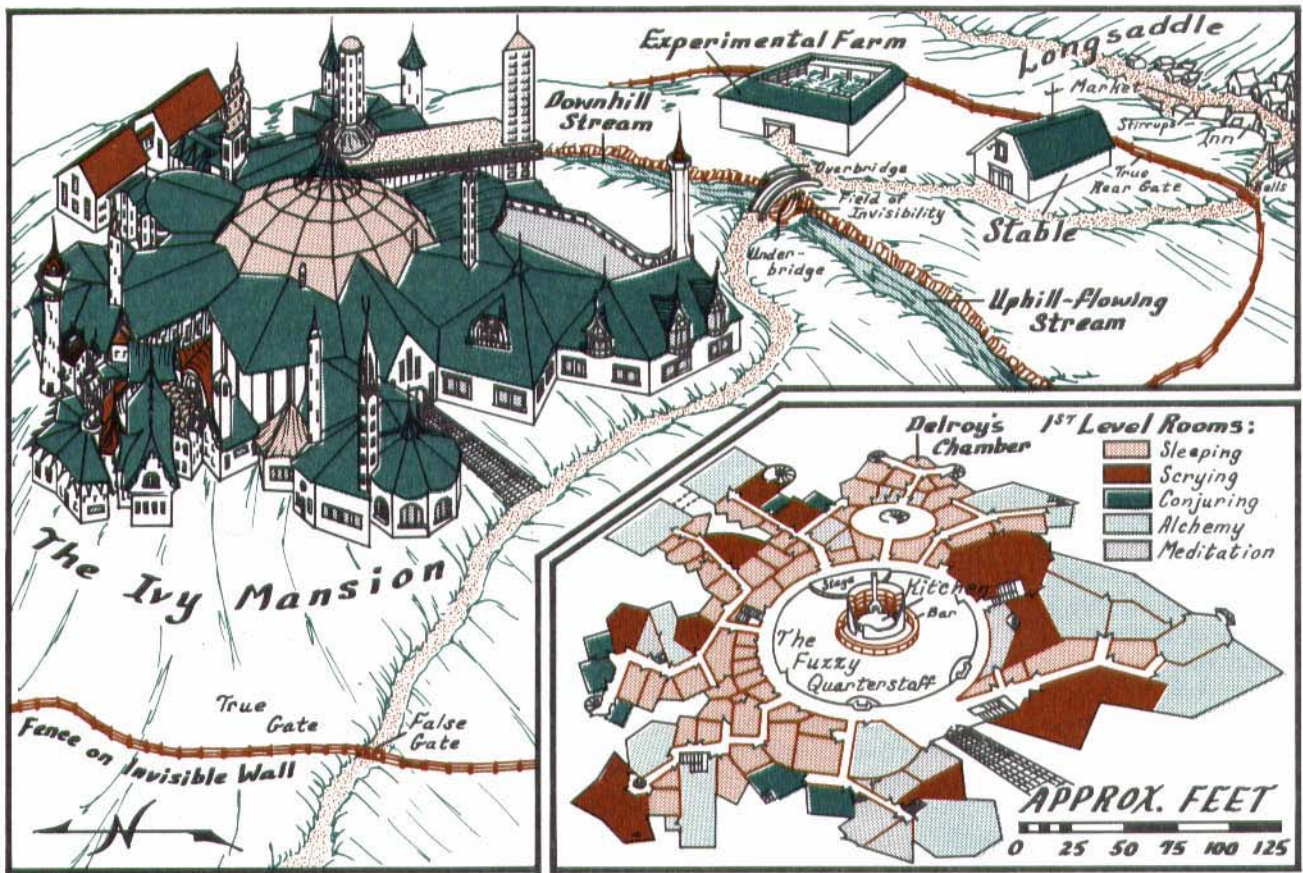 Experimental Farm
Longsaddle
Market
Stirrups
Inn
Downhill
Stream
Overbridge
Field of
Invisibility
True
Rear Gate
Bells
Stable
Under-
bridge
Uphill-flowing
Stream
The Ivy Mansion
True
Gate
False
Gate
Fence on Invisible Wall
N
Delroy's
Chamber
1ST Level Rooms:
Sleeping
Scrying
Conjuring
Alchemy
Meditation
Stage
Kitchen
Bar
The
Fuzzy
Quarterstaff
APPROX. FEET
0 25 50 75 100 125